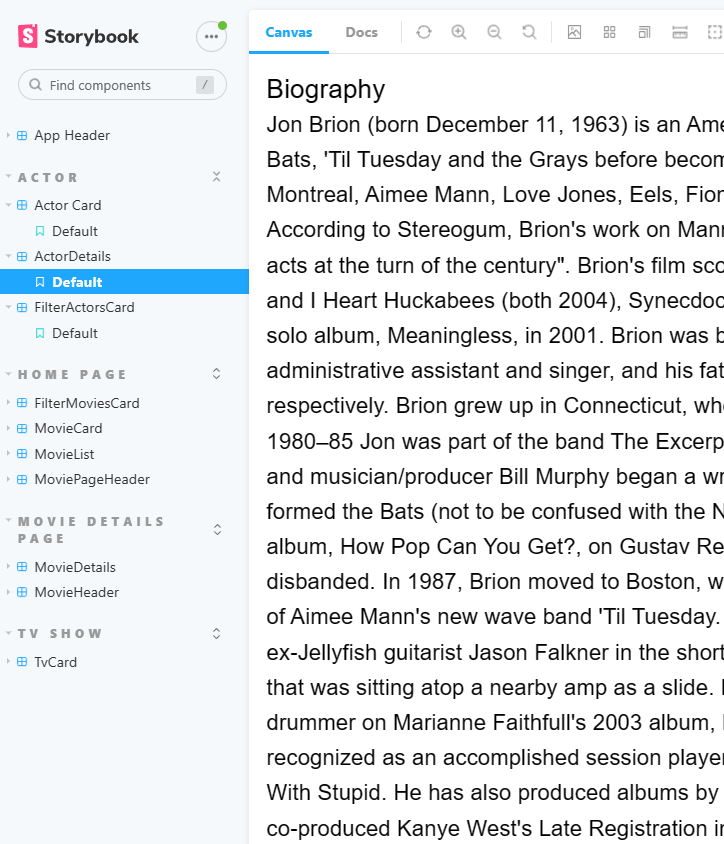 Storybook
Find components
/
App Header
ACTOR
Actor Card
Default
ActorDetails
Default
FilterActorsCard
Default
HOME PAGE
FilterMoviesCard
MovieCard
MovieList
MoviePageHeader
MOVIE DETAILS
PAGE
MovieDetails
MovieHeader
TV SHOW
TvCard
Canvas
Docs
Biography
Jon Brion (born December 11, 1963) is an Ame
Bats, 'Til Tuesday and the Grays before becom
Montreal, Aimee Mann, Love Jones, Eels, Fion
According to Stereogum, Brion's work on Mann
acts at the turn of the century". Brion's film sco
and I Heart Huckabees (both 2004), Synecdoc
solo album, Meaningless, in 2001. Brion was b
administrative assistant and singer, and his fat
respectively. Brion grew up in Connecticut, whe
1980–85 Jon was part of the band The Excerp
and musician/producer Bill Murphy began a wr
formed the Bats (not to be confused with the N
album, How Pop Can You Get?, on Gustav Re
disbanded. In 1987, Brion moved to Boston, w
of Aimee Mann's new wave band 'Til Tuesday.
ex-Jellyfish guitarist Jason Falkner in the short
that was sitting atop a nearby amp as a slide.
drummer on Marianne Faithfull's 2003 album,
recognized as an accomplished session player
With Stupid. He has also produced albums by
co-produced Kanye West's Late Registration in